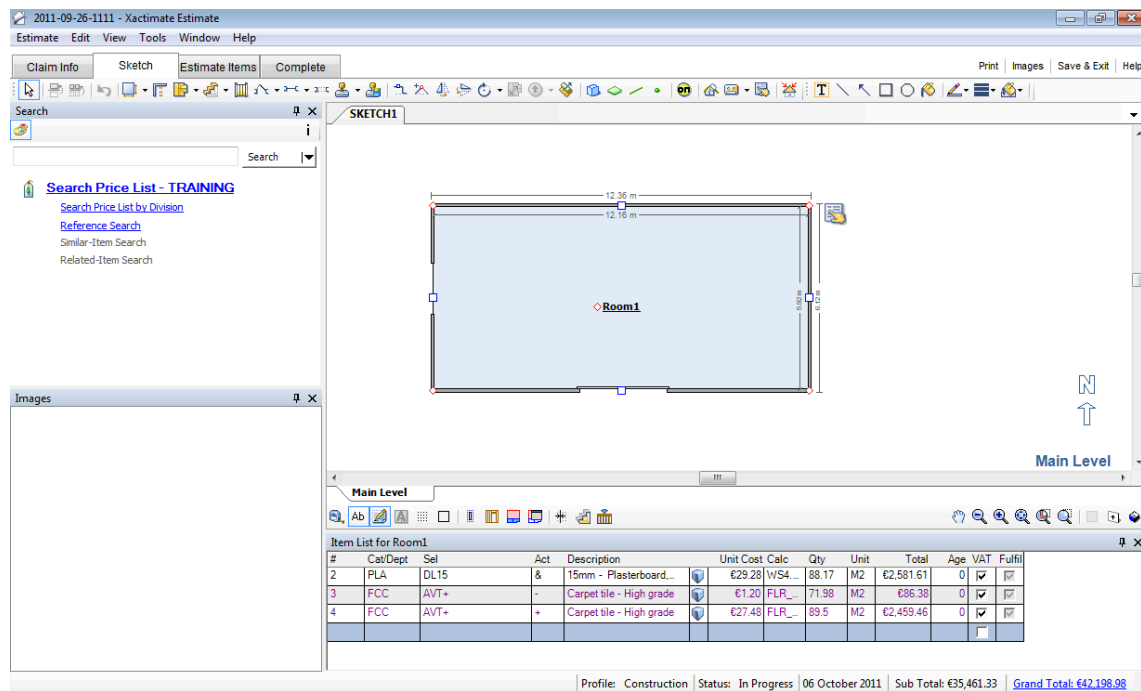 2011-09-26-1111 - Xactimate Estimate
Estimate Edit View Tools Window Help
Claim Info Sketch Estimate Items Complete Print Images Save & Exit Help
T
on
Search
SKETCH1
i
Search
Search Price List - TRAINING
Search Price List by Division
Reference Search
Similar-Item Search
Related-Item Search
12.36 m
12.16 m
6.12 m
Room1
Images
N
Main Level
Main Level
Ab A
Item List for Room1
# Cat/Dept Sel Act Description Unit Cost Calc Qty Unit Total Age VAT Fulfil
2 PLA DL15 & 15mm - Plasterboard,... €29.28 WS4... 88.17 M2 €2,581.61 0
3 FCC AVT+ - Carpet tile - High grade €1.20 FLR_... 71.98 M2 €86.38 0
4 FCC AVT+ + Carpet tile - High grade €27.48 FLR_... 89.5 M2 €2,459.46 0
Profile: Construction Status: In Progress 06 October 2011 Sub Total: €35,461.33 Grand Total: €42,198.98